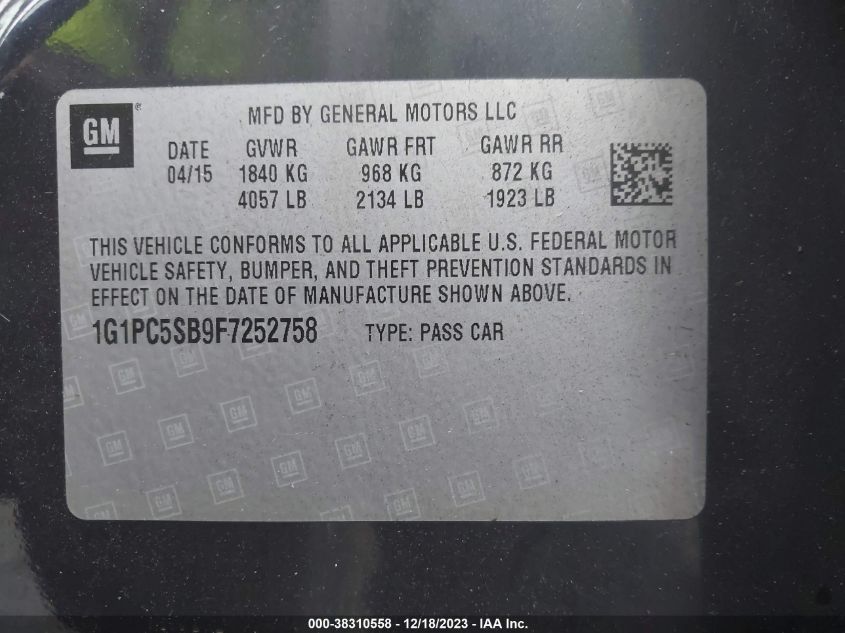 GM ®
MFD BY GENERAL MOTORS LLC
DATE GVWR GAWR FRT GAWR RR
04/15 1840 KG 968 KG 872 KG
4057 LB 2134 LB 1923 LB
THIS VEHICLE CONFORMS TO ALL APPLICABLE U.S. FEDERAL MOTOR
VEHICLE SAFETY, BUMPER, AND THEFT PREVENTION STANDARDS IN
EFFECT ON THE DATE OF MANUFACTURE SHOWN ABOVE.
1G1PC5SB9F7252758 TYPE: PASS CAR
000-38310558 - 12/18/2023 - IAA Inc.